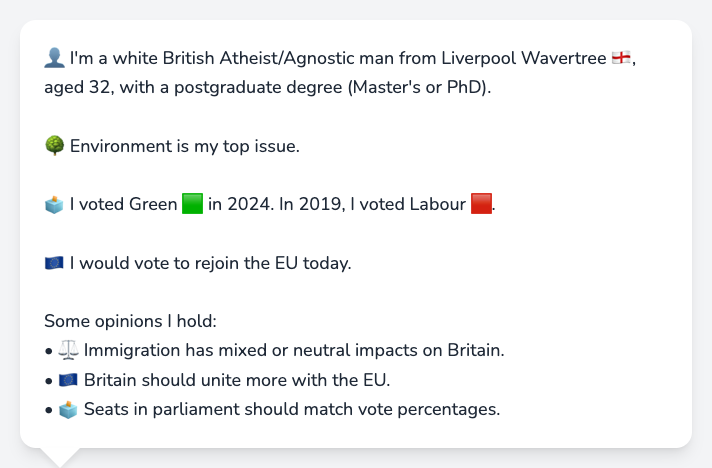 👤 I'm a white British Atheist/Agnostic man from Liverpool Wavertree 🏴󠁧󠁢󠁥󠁮󠁧󠁿,
aged 32, with a postgraduate degree (Master's or PhD).
🌳 Environment is my top issue.
🗳️ I voted Green 🟩 in 2024. In 2019, I voted Labour 🟥.
🇪🇺 I would vote to rejoin the EU today.
Some opinions I hold:
• ⚖️ Immigration has mixed or neutral impacts on Britain.
• 🇪🇺 Britain should unite more with the EU.
• 🗳️ Seats in parliament should match vote percentages.